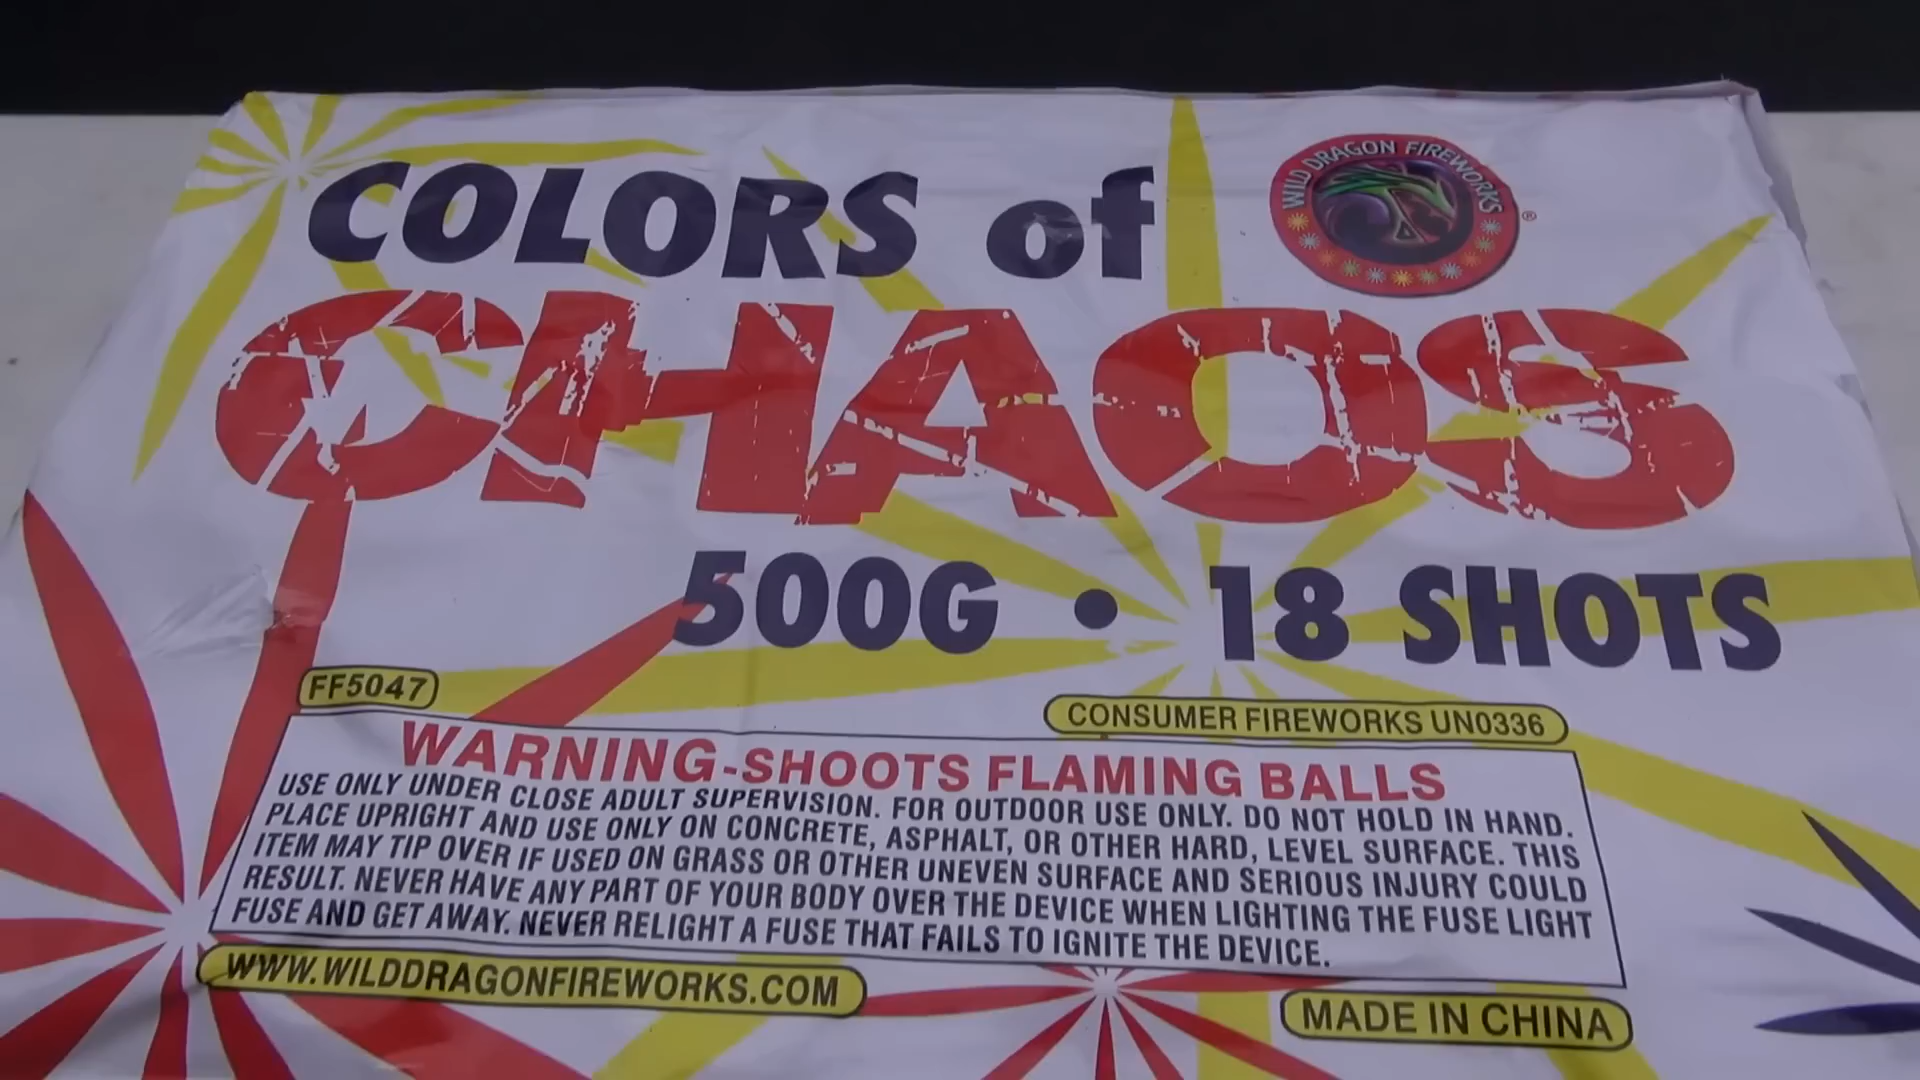 COLORS of
WILD DRAGON FIREWORKS
®
CHAOS
500G • 18 SHOTS
FF5047
CONSUMER FIREWORKS UN0336
WARNING-SHOOTS FLAMING BALLS
USE ONLY UNDER CLOSE ADULT SUPERVISION. FOR OUTDOOR USE ONLY. DO NOT HOLD IN HAND.
PLACE UPRIGHT AND USE ONLY ON CONCRETE, ASPHALT, OR OTHER HARD, LEVEL SURFACE. THIS
ITEM MAY TIP OVER IF USED ON GRASS OR OTHER UNEVEN SURFACE AND SERIOUS INJURY COULD
RESULT. NEVER HAVE ANY PART OF YOUR BODY OVER THE DEVICE WHEN LIGHTING THE FUSE LIGHT
FUSE AND GET AWAY. NEVER RELIGHT A FUSE THAT FAILS TO IGNITE THE DEVICE.
WWW.WILDDRAGONFIREWORKS.COM
MADE IN CHINA